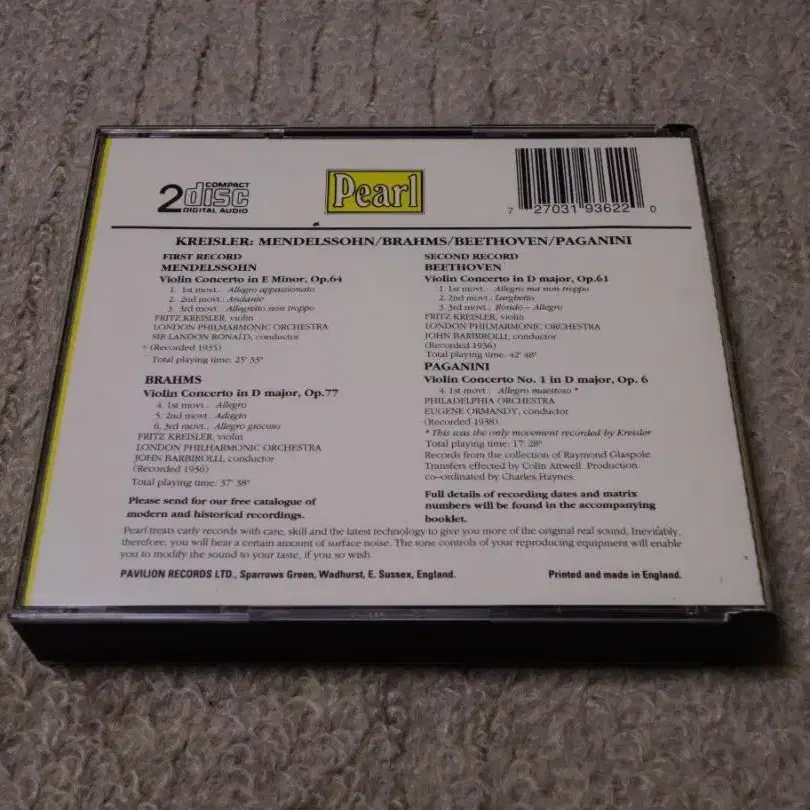 2 COMPACT disc DIGITAL AUDIO
Pearl
7 27031 93622 0
KREISLER: MENDELSSOHN/BRAHMS/BEETHOVEN/PAGANINI
FIRST RECORD
MENDELSSOHN
Violin Concerto in E Minor, Op.64
1. 1st movt.: Allegro appassionato
2. 2nd movt.: Andante
3. 3rd movt.: Allegretto non troppo
FRITZ KREISLER, violin
LONDON PHILHARMONIC ORCHESTRA
SIR LANDON RONALD, conductor
(Recorded 1935)
Total playing time: 25' 33"
BRAHMS
Violin Concerto in D major, Op.77
4. 1st movt.: Allegro
5. 2nd movt.: Adagio
6. 3rd movt.: Allegro giocoso
FRITZ KREISLER, violin
LONDON PHILHARMONIC ORCHESTRA
JOHN BARBIROLLI, conductor
(Recorded 1936)
Total playing time: 37' 38"
Please send for our free catalogue of
modern and historical recordings.
SECOND RECORD
BEETHOVEN
Violin Concerto in D major, Op.61
1. 1st movt.: Allegro ma non troppo
2. 2nd movt.: Larghetto
3. 3rd movt.: Rondo – Allegro
FRITZ KREISLER, violin
LONDON PHILHARMONIC ORCHESTRA
JOHN BARBIROLLI, conductor
(Recorded 1936)
Total playing time: 42' 48"
PAGANINI
Violin Concerto No. 1 in D major, Op. 6
4. 1st movt.: Allegro maestoso *
PHILADELPHIA ORCHESTRA
EUGENE ORMANDY, conductor
(Recorded 1938)
* This was the only movement recorded by Kreisler
Total playing time: 17' 28"
Records from the collection of Raymond Glaspole
Transfers effected by Colin Attwell. Production
co-ordinated by Charles Haynes.
Full details of recording dates and matrix
numbers will be found in the accompanying
booklet.
Pearl treats early records with care, skill and the latest technology to give you more of the original real sound. Inevitably,
therefore, you will hear a certain amount of surface noise. The tone controls of your reproducing equipment will enable
you to modify the sound to your taste, if you so wish.
PAVILION RECORDS LTD., Sparrows Green, Wadhurst, E. Sussex, England.
Printed and made in England.